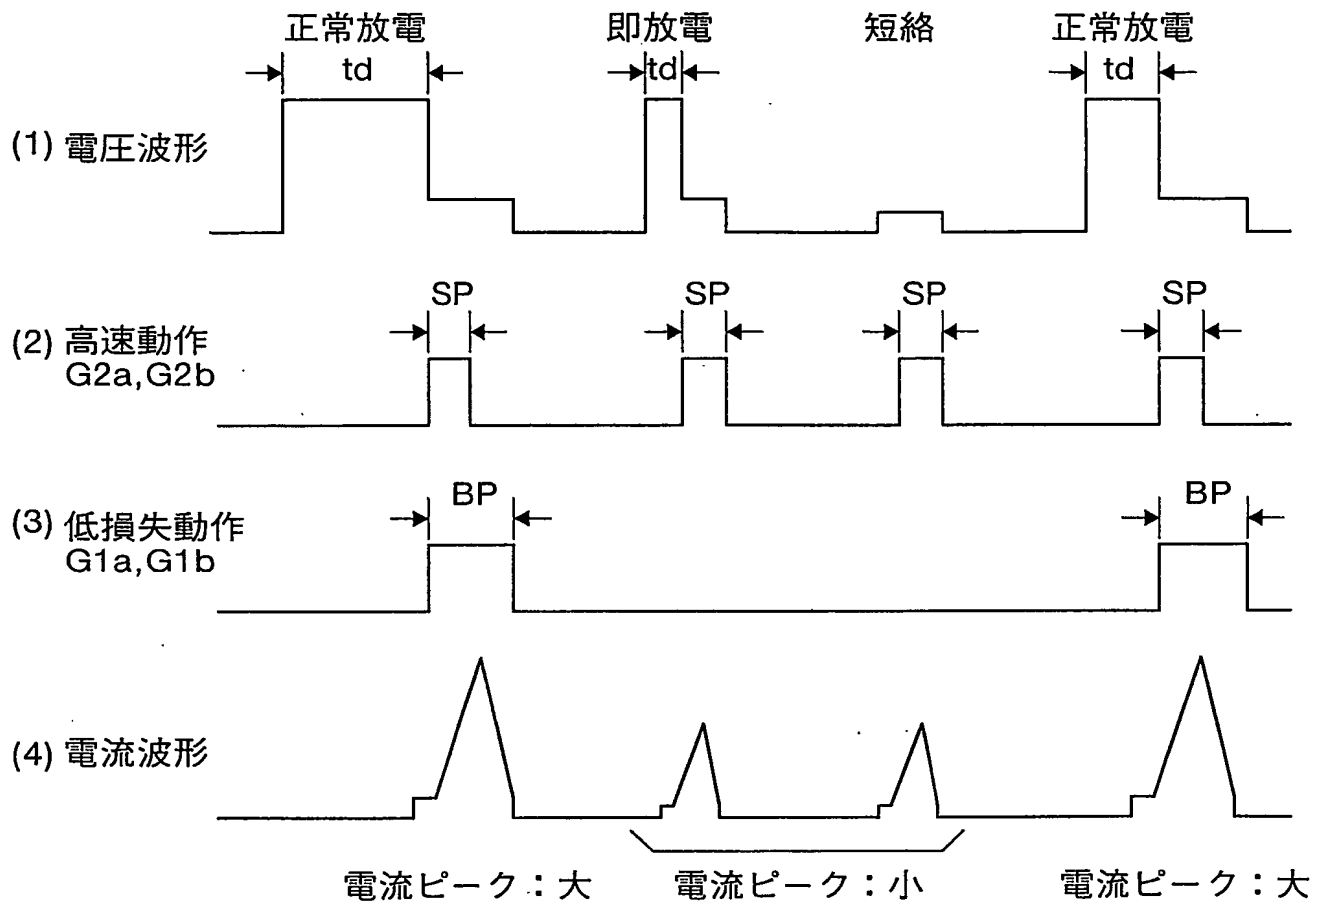 正常放電 即放電 短絡 正常放電
td td td
(1) 電圧波形
SP SP SP SP
(2) 高速動作
G2a,G2b
BP BP
(3) 低損失動作
G1a,G1b
(4) 電流波形
電流ピーク：大 電流ピーク：小 電流ピーク：大